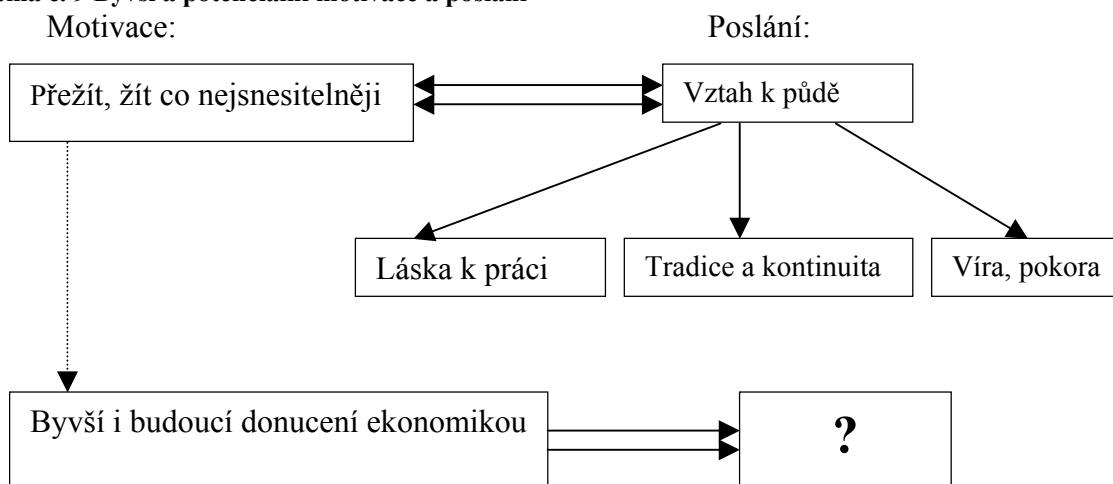 Motivace:
Poslání:
Přežít, žít co nejsnesitelněji
Vztah k půdě
Láska k práci
Tradice a kontinuita
Víra, pokora
Byvší i budoucí donucení ekonomikou
?